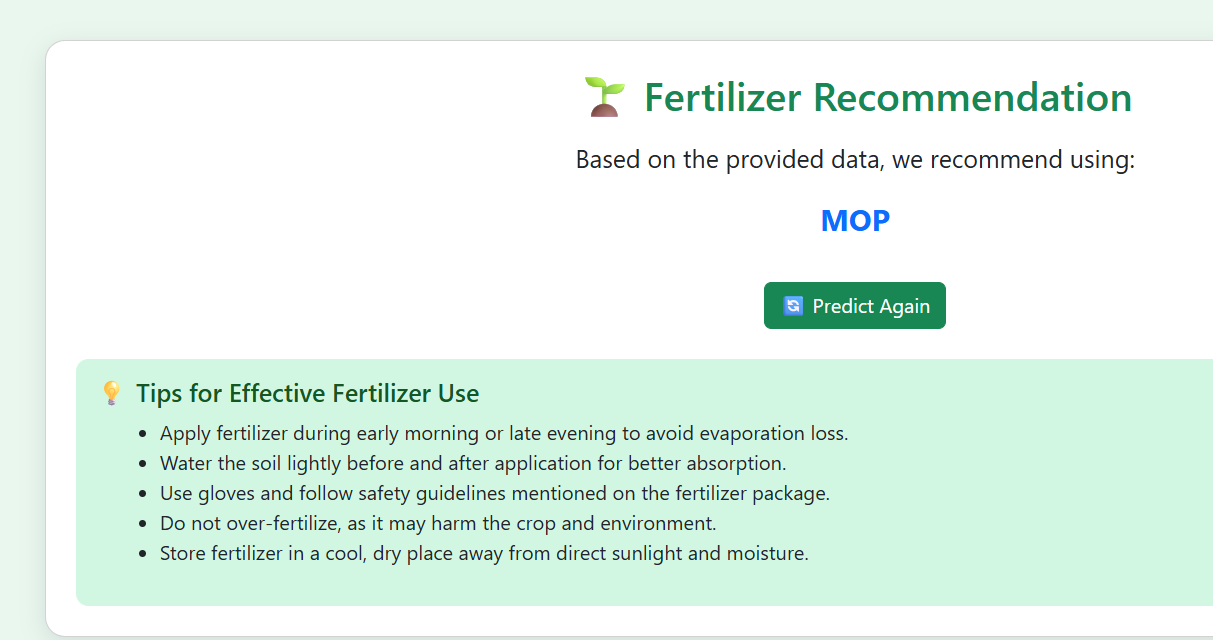 Fertilizer Recommendation
Based on the provided data, we recommend using:
MOP
Predict Again
Tips for Effective Fertilizer Use
Apply fertilizer during early morning or late evening to avoid evaporation loss.
Water the soil lightly before and after application for better absorption.
Use gloves and follow safety guidelines mentioned on the fertilizer package.
Do not over-fertilize, as it may harm the crop and environment.
Store fertilizer in a cool, dry place away from direct sunlight and moisture.